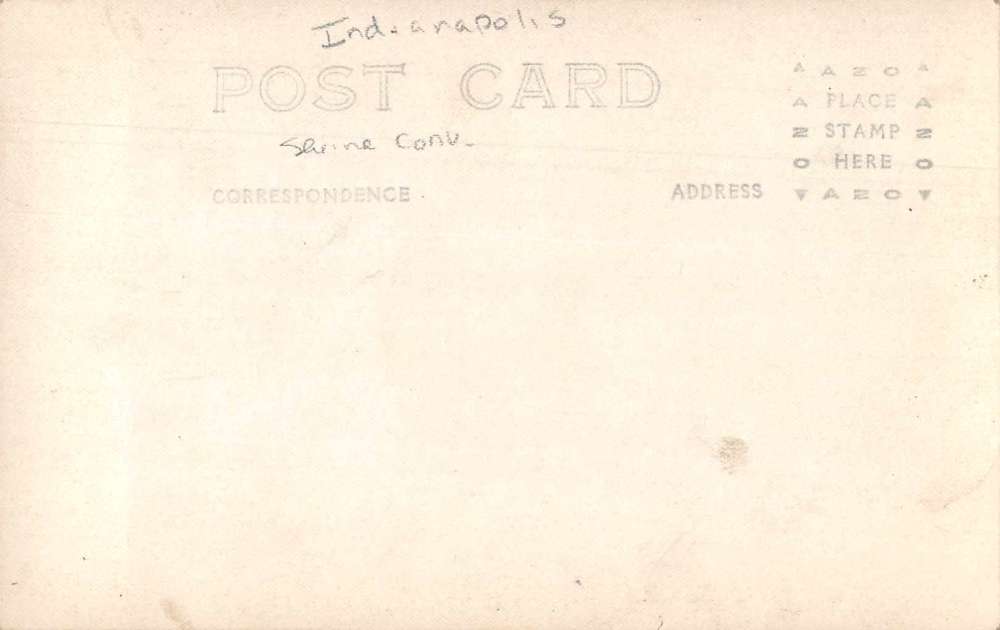 Indianapolis
POST CARD
Shrine Conv.
CORRESPONDENCE
ADDRESS
AZO
A PLACE A
Z STAMP Z
O HERE O
AZO